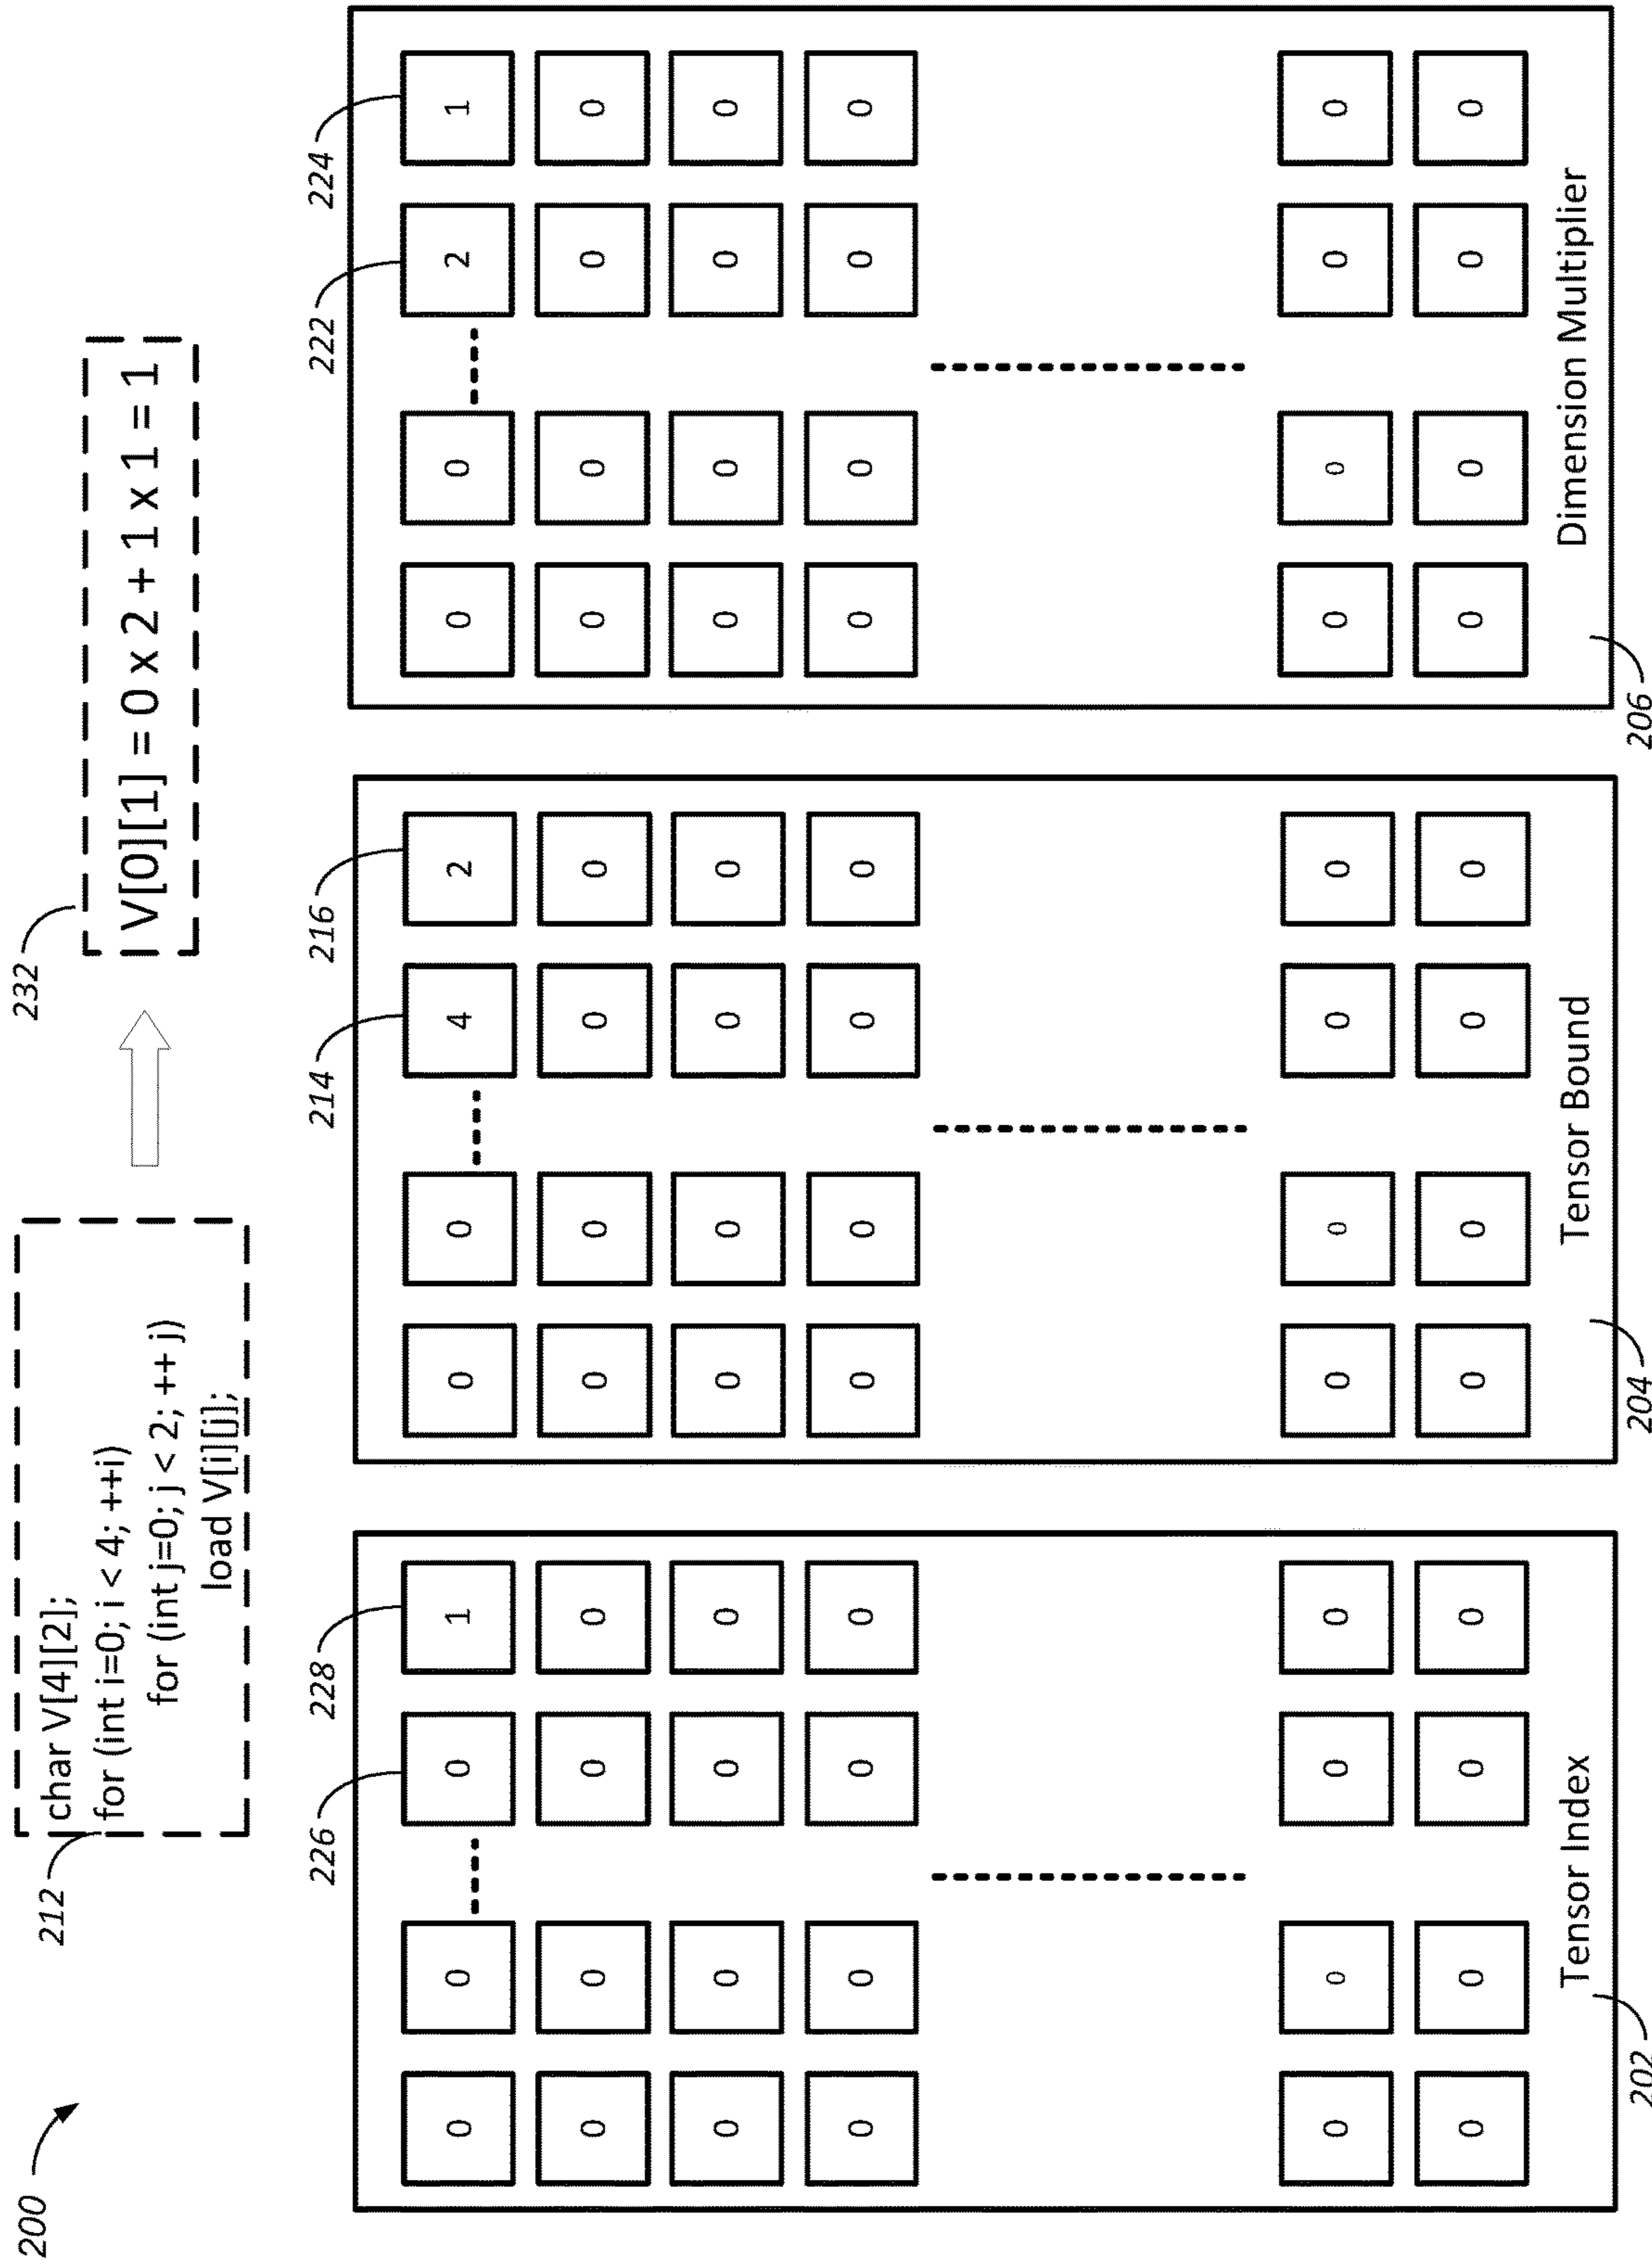 200
212
char V[4][2];
for (int i=0; i < 4; ++i)
for (int j=0; j < 2; ++ j)
load V[i][j];
232
V[0][1] = 0 x 2 + 1 x 1 = 1
226 228
0 0 0 1
0 0 0 0
0 0 0 0
0 0 0 0
0 0 0 0
0 0 0 0
Tensor Index
202
214 216
0 0 4 2
0 0 0 0
0 0 0 0
0 0 0 0
0 0 0 0
0 0 0 0
Tensor Bound
204
222 224
0 0 2 1
0 0 0 0
0 0 0 0
0 0 0 0
0 0 0 0
0 0 0 0
Dimension Multiplier
206